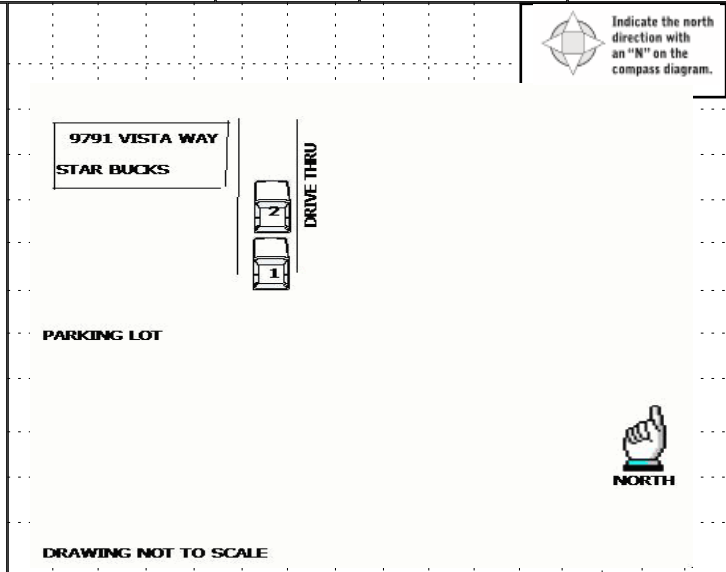 Indicate the north
direction with
an “N” on the
compass diagram.
9791 VISTA WAY
STAR BUCKS
DRIVE THRU
2
1
PARKING LOT
NORTH
DRAWING NOT TO SCALE